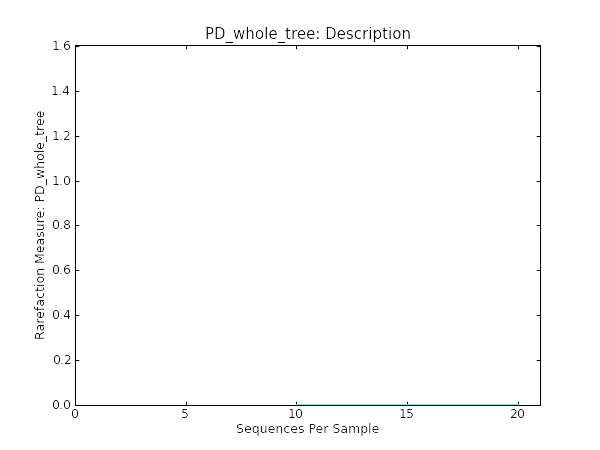 PD_whole_tree: Description
1.6
1.4
1.2
1.0
0.8
0.6
0.4
0.2
0.0
Rarefaction Measure: PD_whole_tree
0 5 10 15 20
Sequences Per Sample